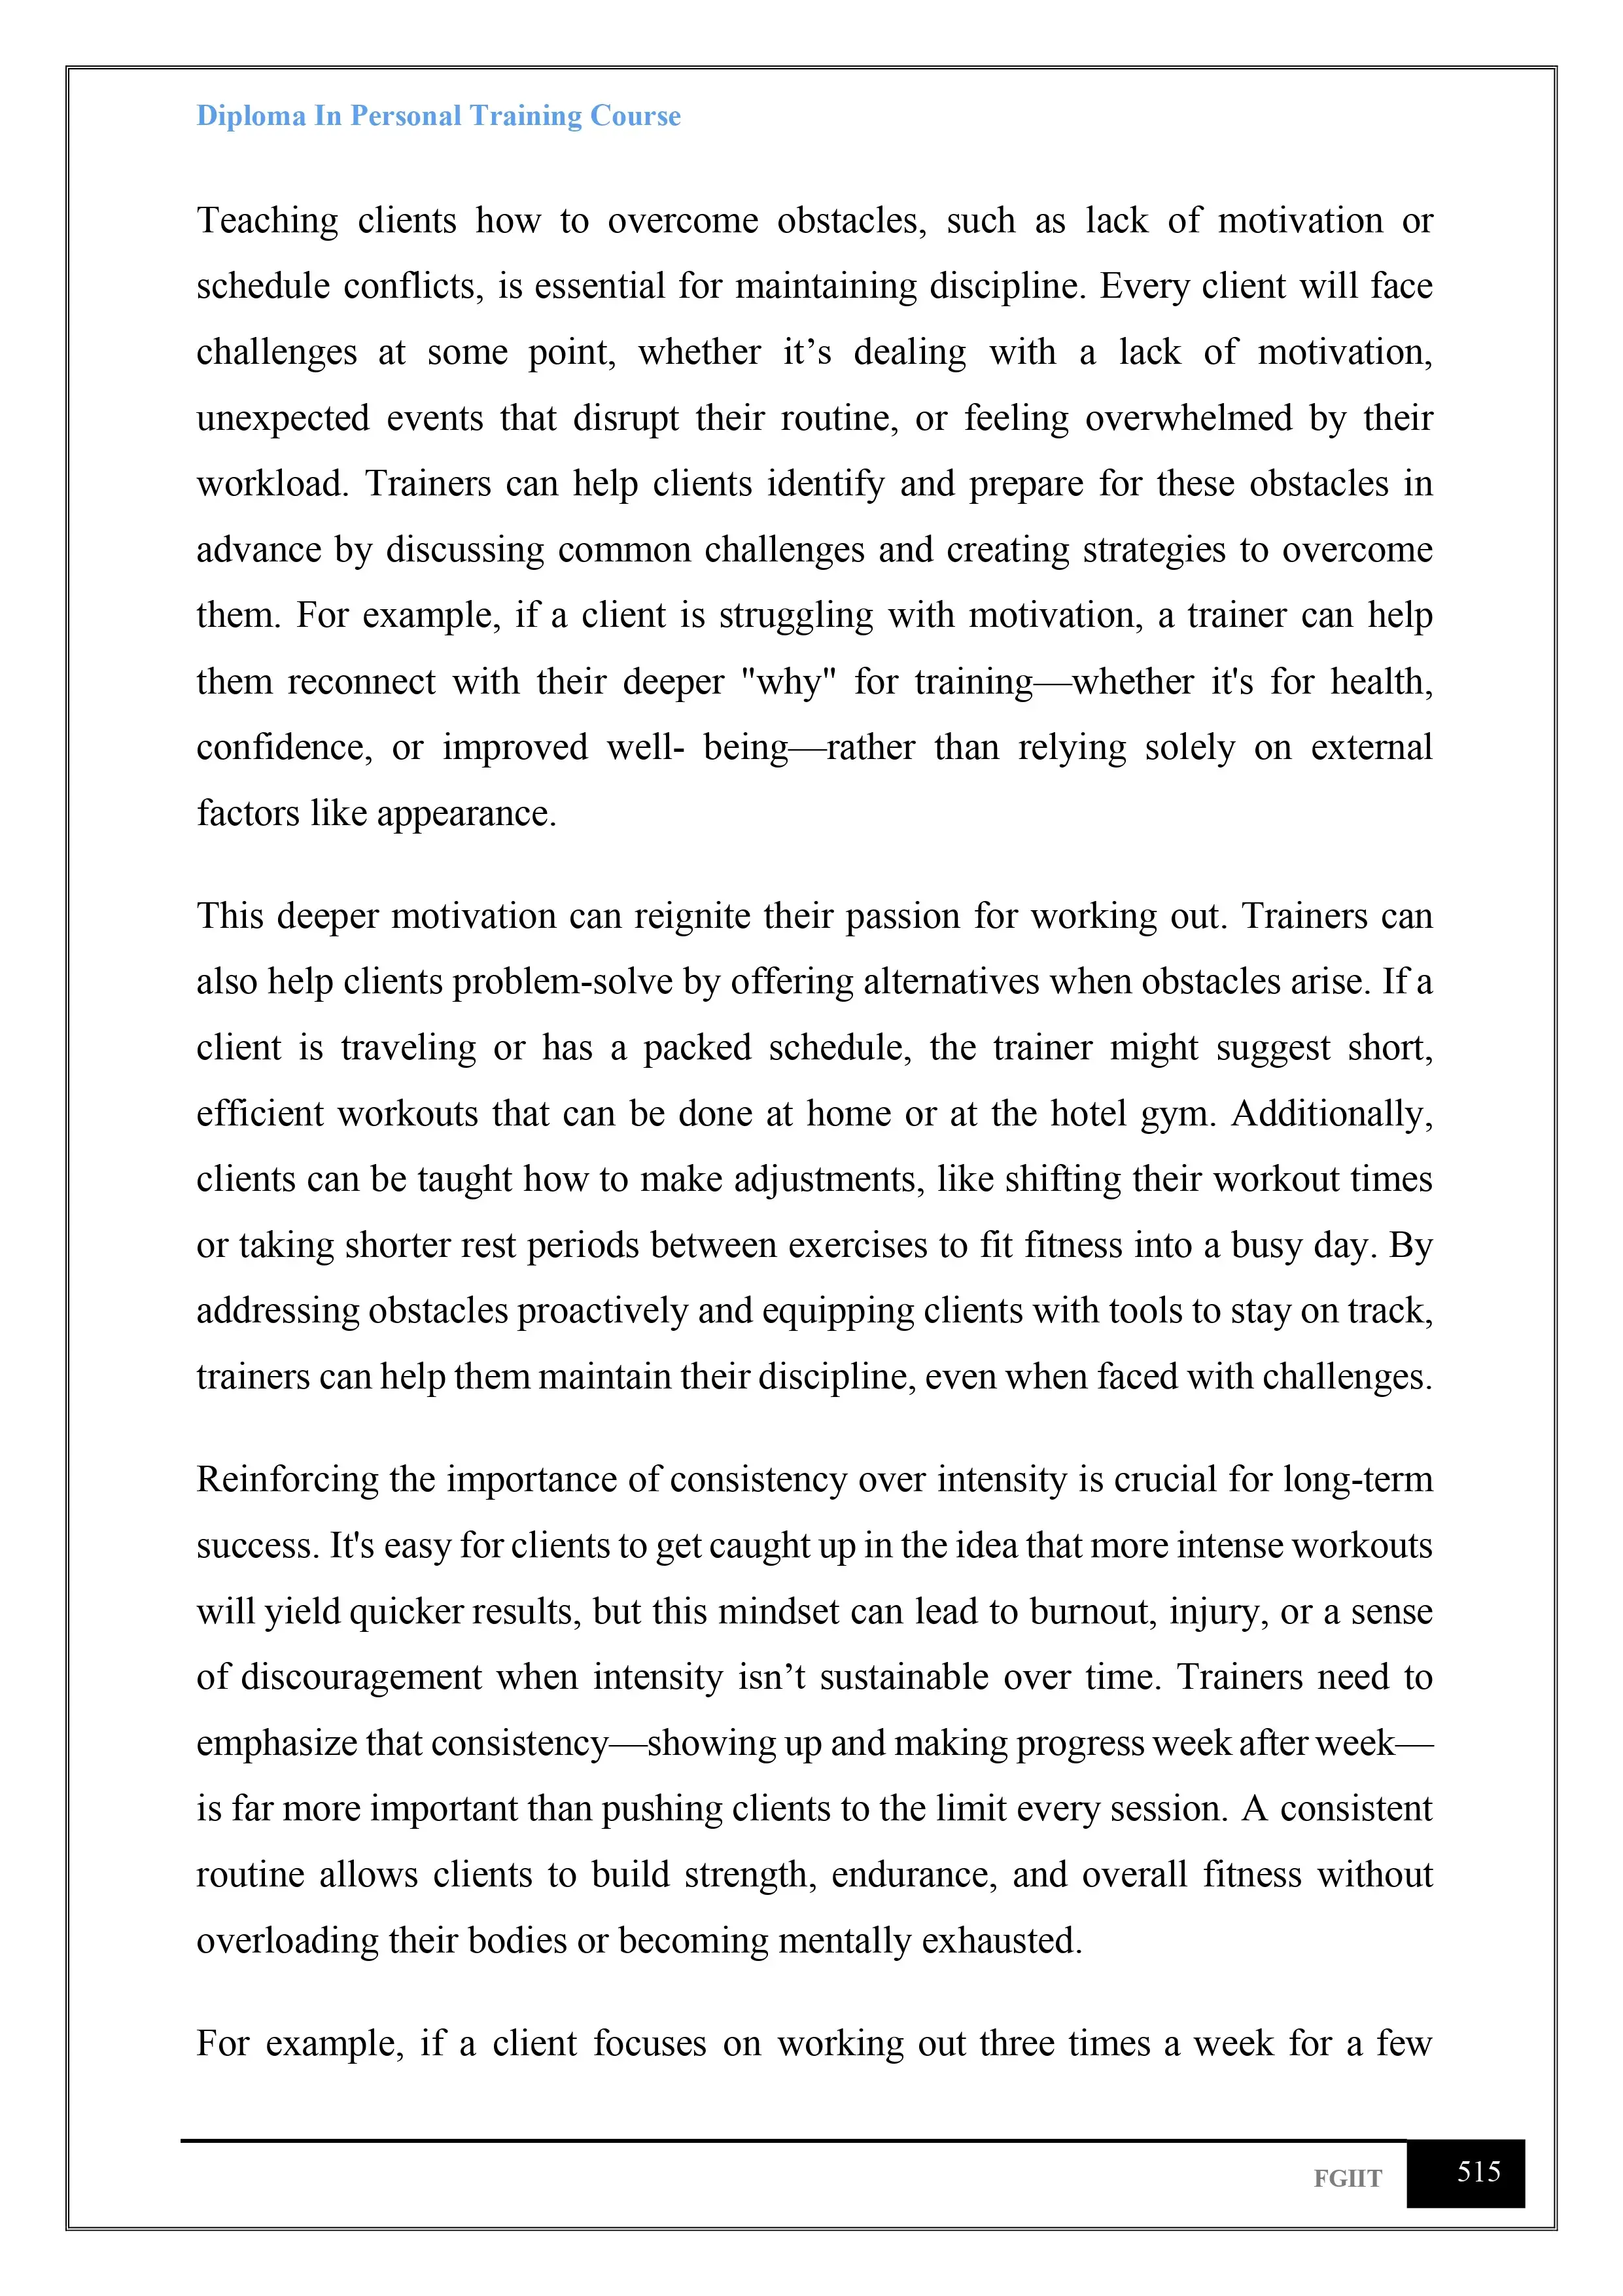 Diploma In Personal Training Course
Teaching clients how to overcome obstacles, such as lack of motivation or
schedule conflicts, is essential for maintaining discipline. Every client will face
challenges at some point, whether it’s dealing with a lack of motivation,
unexpected events that disrupt their routine, or feeling overwhelmed by their
workload. Trainers can help clients identify and prepare for these obstacles in
advance by discussing common challenges and creating strategies to overcome
them. For example, if a client is struggling with motivation, a trainer can help
them reconnect with their deeper "why" for training—whether it's for health,
confidence, or improved well- being—rather than relying solely on external
factors like appearance.
This deeper motivation can reignite their passion for working out. Trainers can
also help clients problem-solve by offering alternatives when obstacles arise. If a
client is traveling or has a packed schedule, the trainer might suggest short,
efficient workouts that can be done at home or at the hotel gym. Additionally,
clients can be taught how to make adjustments, like shifting their workout times
or taking shorter rest periods between exercises to fit fitness into a busy day. By
addressing obstacles proactively and equipping clients with tools to stay on track,
trainers can help them maintain their discipline, even when faced with challenges.
Reinforcing the importance of consistency over intensity is crucial for long-term
success. It's easy for clients to get caught up in the idea that more intense workouts
will yield quicker results, but this mindset can lead to burnout, injury, or a sense
of discouragement when intensity isn’t sustainable over time. Trainers need to
emphasize that consistency—showing up and making progress week after week—
is far more important than pushing clients to the limit every session. A consistent
routine allows clients to build strength, endurance, and overall fitness without
overloading their bodies or becoming mentally exhausted.
For example, if a client focuses on working out three times a week for a few
FGIIT 515